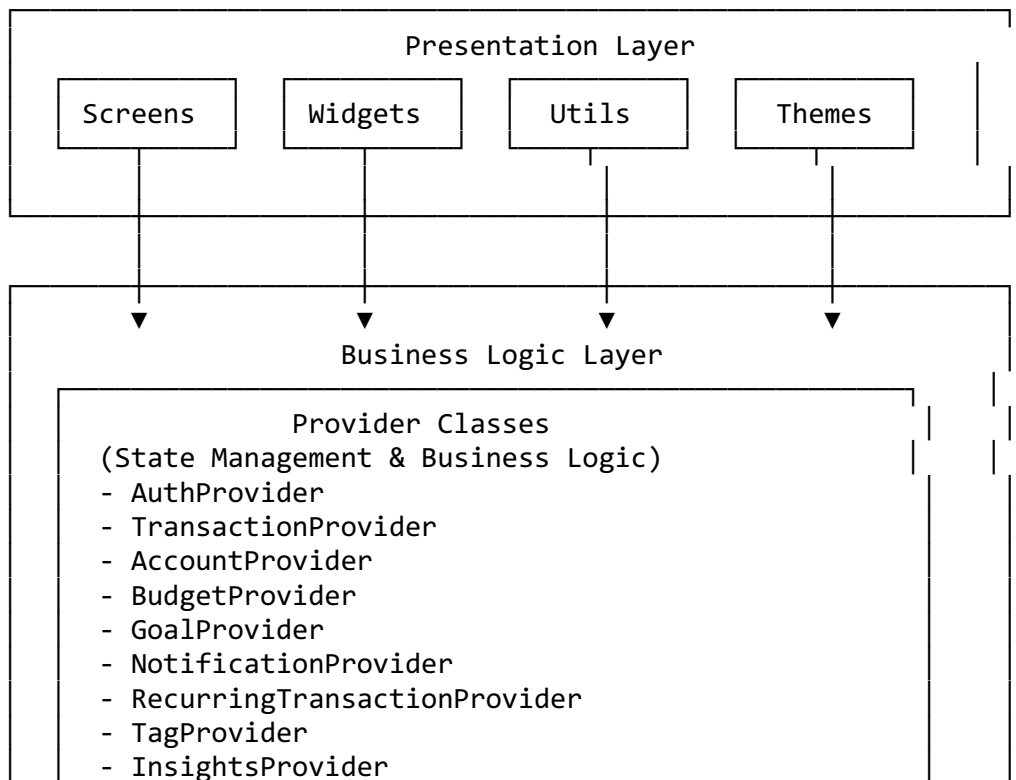 Presentation Layer
Screens Widgets Utils Themes
Business Logic Layer
Provider Classes
(State Management & Business Logic)
- AuthProvider
- TransactionProvider
- AccountProvider
- BudgetProvider
- GoalProvider
- NotificationProvider
- RecurringTransactionProvider
- TagProvider
- InsightsProvider